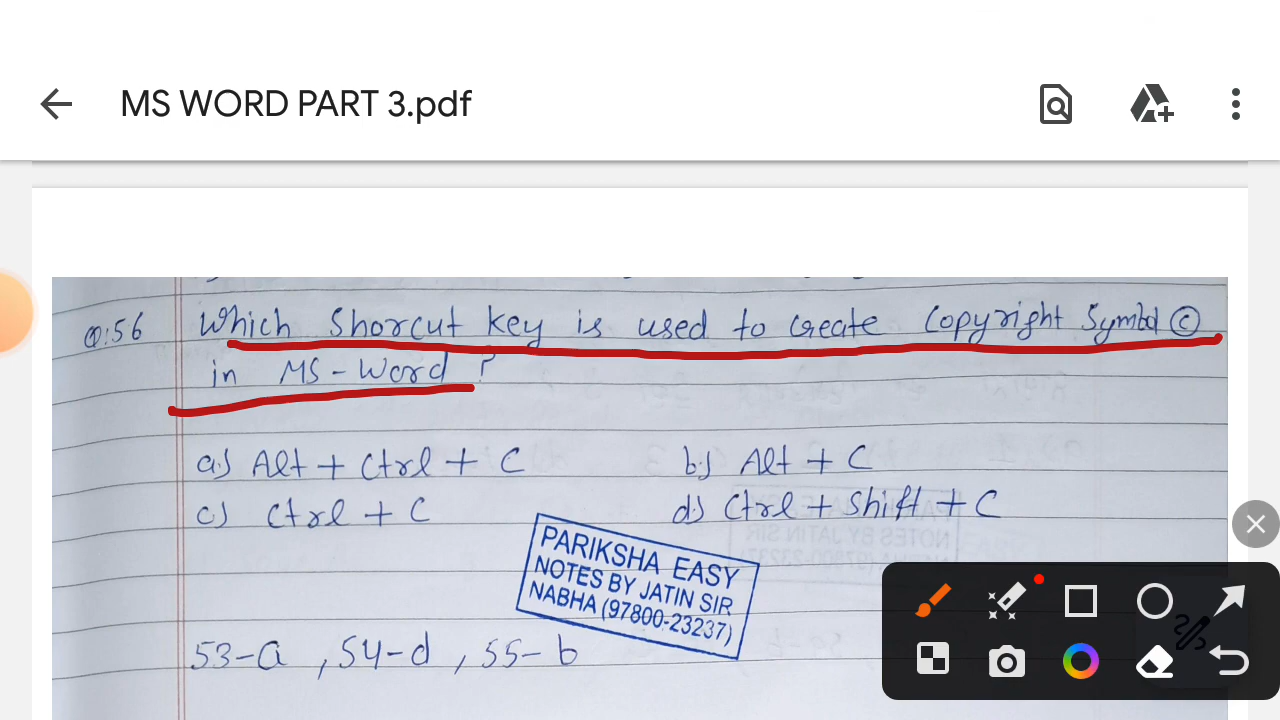 MS WORD PART 3.pdf
Q:56 Which Shorcut key is used to create Copyright Symbol ©
in MS-Word ?
a) Alt + Ctrl + C b) Alt + C
c) Ctrl + C d) Ctrl + Shift + C
PARIKSHA EASY
NOTES BY JATIN SIR
NABHA (97800-23237)
53-a , 54-d , 55-b